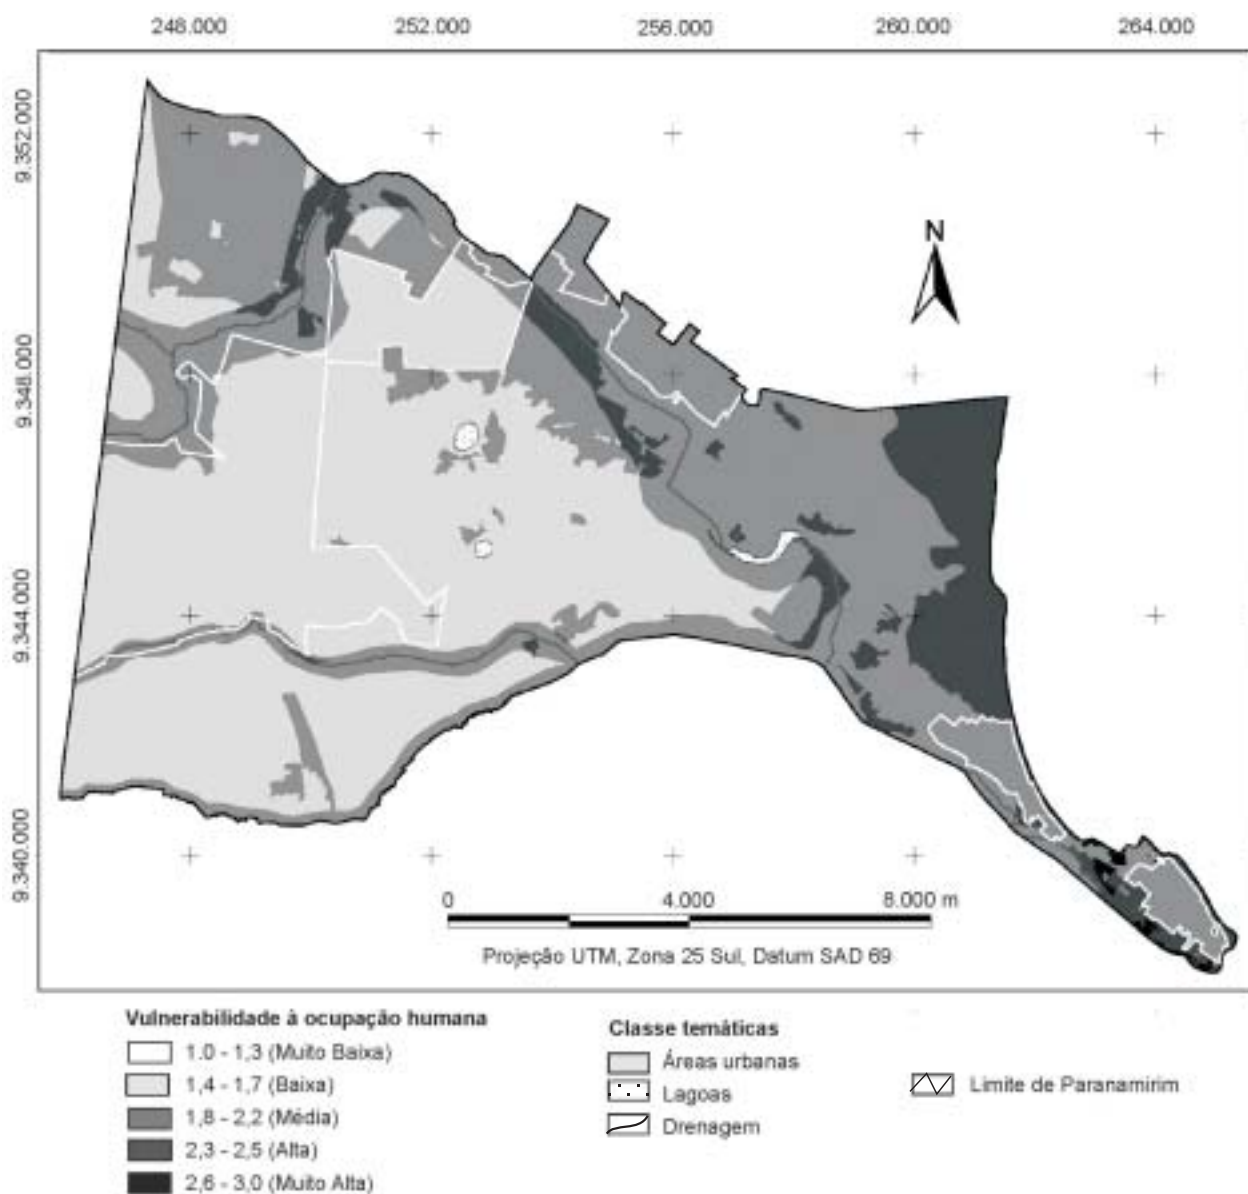 248.000 252.000 256.000 260.000 264.000
9.352.000
9.348.000
9.344.000
9.340.000
N
0 4.000 8.000 m
Projeção UTM, Zona 25 Sul, Datum SAD 69
Vulnerabilidade à ocupação humana
1.0 - 1,3 (Muito Baixa)
1,4 - 1,7 (Baixa)
1,8 - 2,2 (Média)
2,3 - 2,5 (Alta)
2,6 - 3,0 (Muito Alta)
Classe temáticas
Áreas urbanas
Lagoas
Drenagem
Limite de Paranamirim